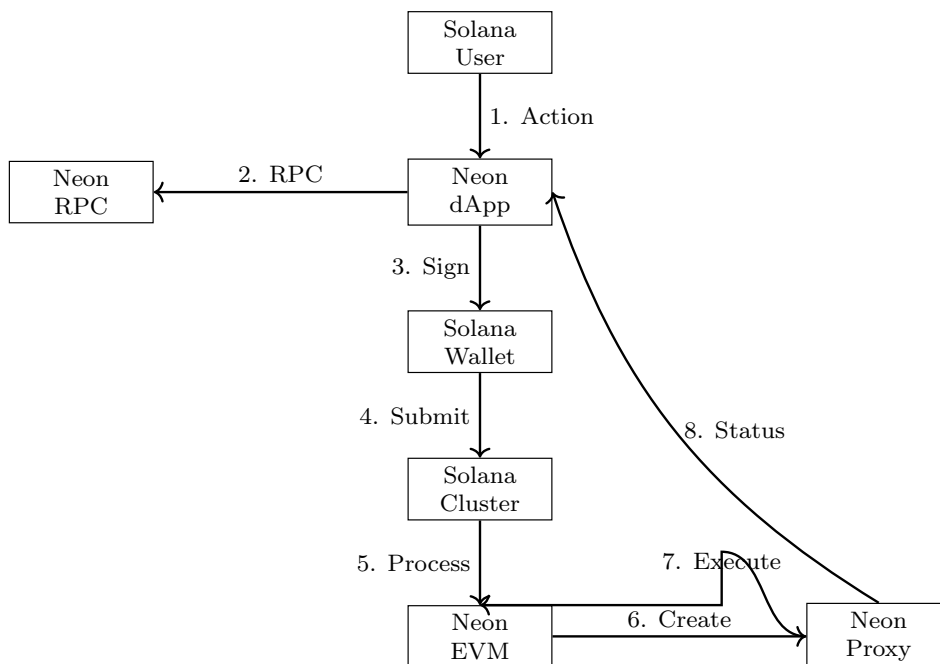 Solana
User
1. Action
Neon
RPC
2. RPC
Neon
dApp
3. Sign
Solana
Wallet
4. Submit
8. Status
Solana
Cluster
5. Process
7. Execute
Neon
EVM
6. Create
Neon
Proxy